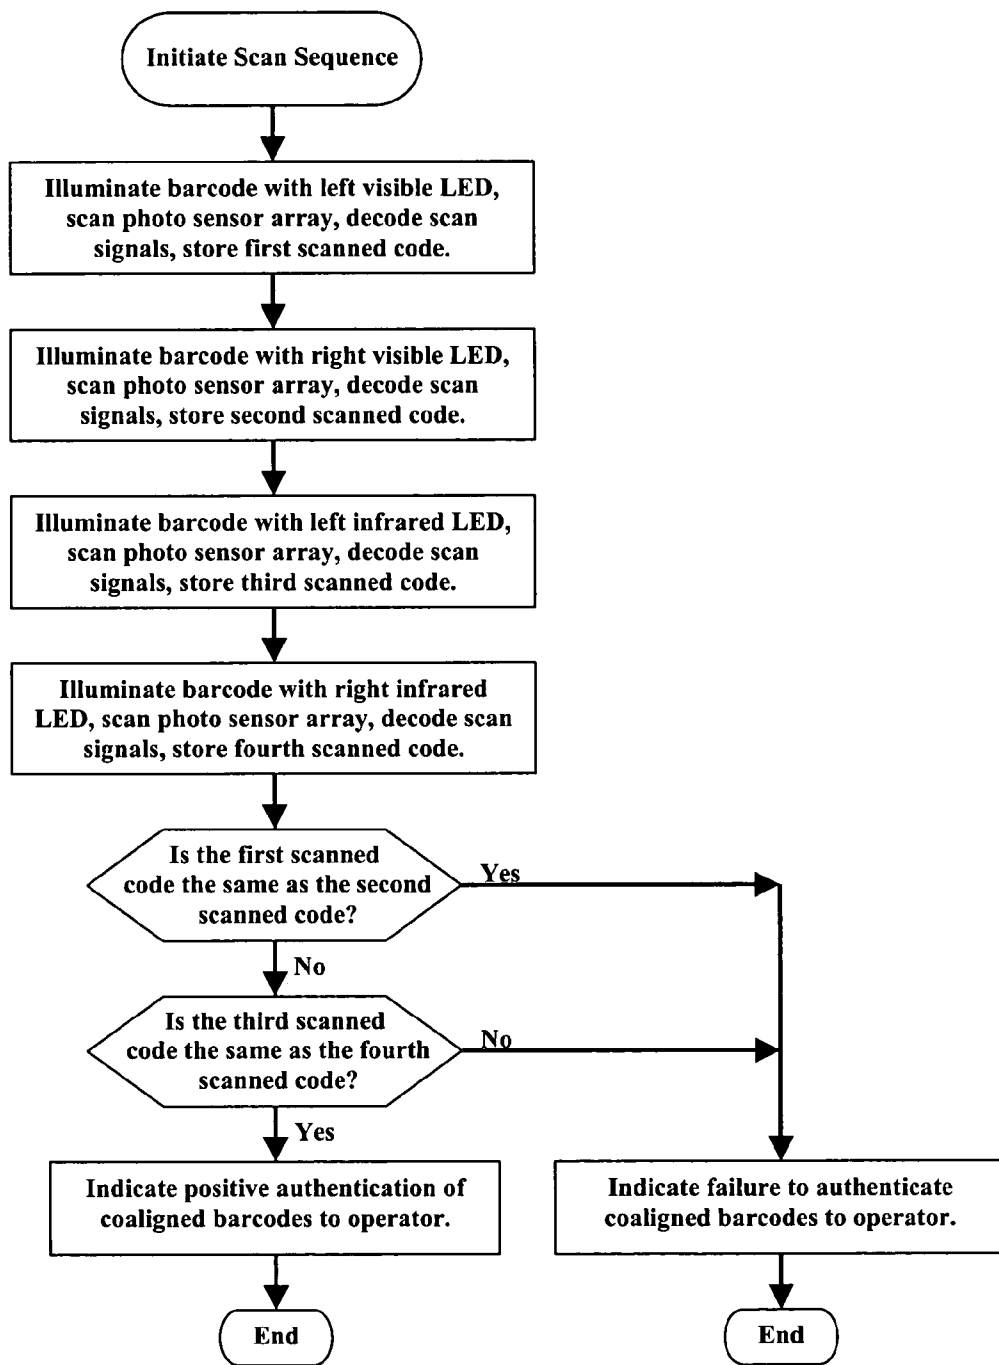 Initiate Scan Sequence
Illuminate barcode with left visible LED,
scan photo sensor array, decode scan
signals, store first scanned code.
Illuminate barcode with right visible LED,
scan photo sensor array, decode scan
signals, store second scanned code.
Illuminate barcode with left infrared LED,
scan photo sensor array, decode scan
signals, store third scanned code.
Illuminate barcode with right infrared
LED, scan photo sensor array, decode scan
signals, store fourth scanned code.
Is the first scanned
code the same as the second
scanned code?
Yes
No
Is the third scanned
code the same as the fourth
scanned code?
No
Yes
Indicate positive authentication of
coaligned barcodes to operator.
Indicate failure to authenticate
coaligned barcodes to operator.
End
End